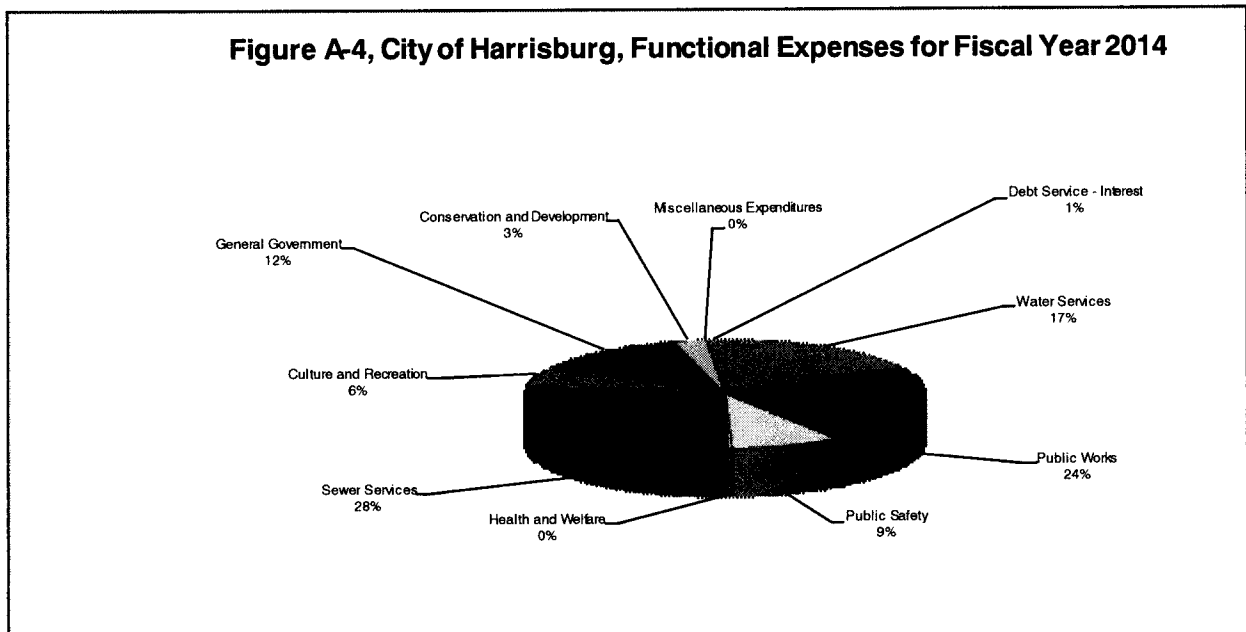 Figure A-4, City of Harrisburg, Functional Expenses for Fiscal Year 2014
Debt Service - Interest
1%
Miscellaneous Expenditures
0%
Conservation and Development
3%
General Government
12%
Water Services
17%
Culture and Recreation
6%
Public Works
24%
Sewer Services
28%
Health and Welfare
0%
Public Safety
9%